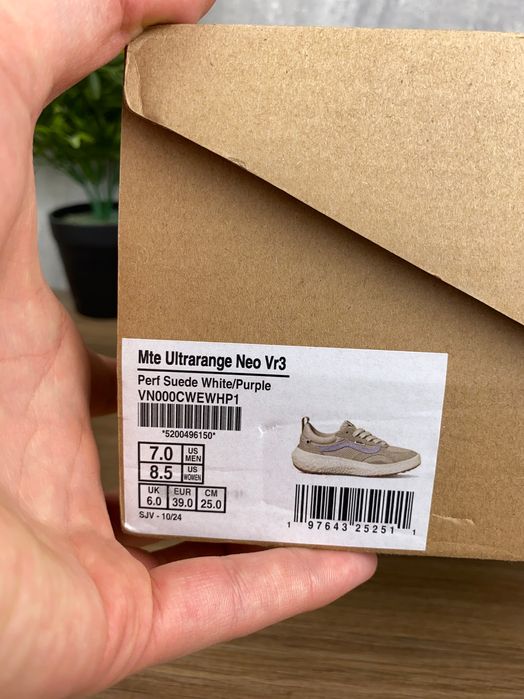 Mte Ultrarange Neo Vr3
Perf Suede White/Purple
VN000CWEWHP1
*5200496150*
7.0 US MEN
8.5 US WOMEN
UK 6.0 EUR 39.0 CM 25.0
SJV - 10/24
1 97643 25251 1